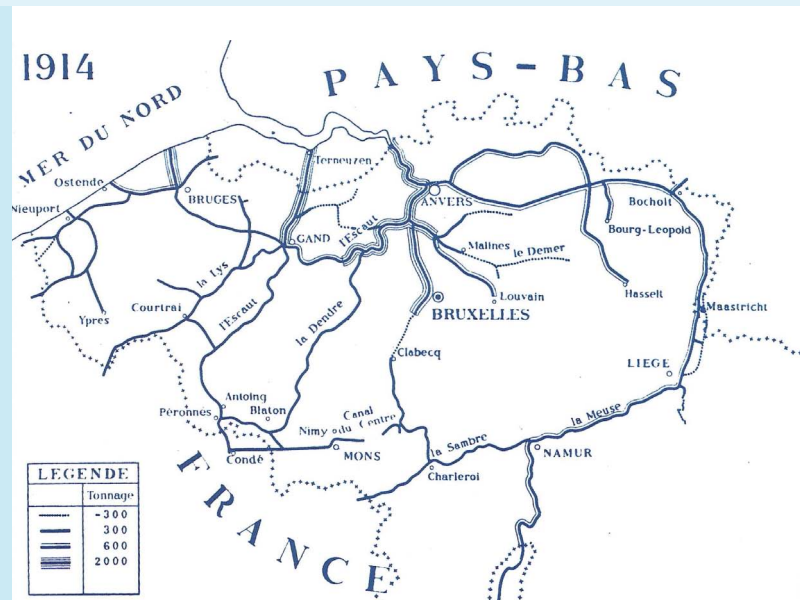 1914
PAYS-BAS
MER DU NORD
Terneuzen
Ostende
BRUGES
Nieuport
ANVERS
Bocholt
Bourg-Leopold
GAND
l'Escaut
Malines
le Demer
la Lys
Hasselt
Louvain
BRUXELLES
Maastricht
Ypres
Courtrai
l'Escaut
la Dendre
Clabecq
LIEGE
Antoing
Péronnes
Blaton
Canal
Nimy du Centre
la Meuse
la Sambre
Condé
MONS
NAMUR
Charleroi
FRANCE
LEGENDE
Tonnage
-300
300
600
2000